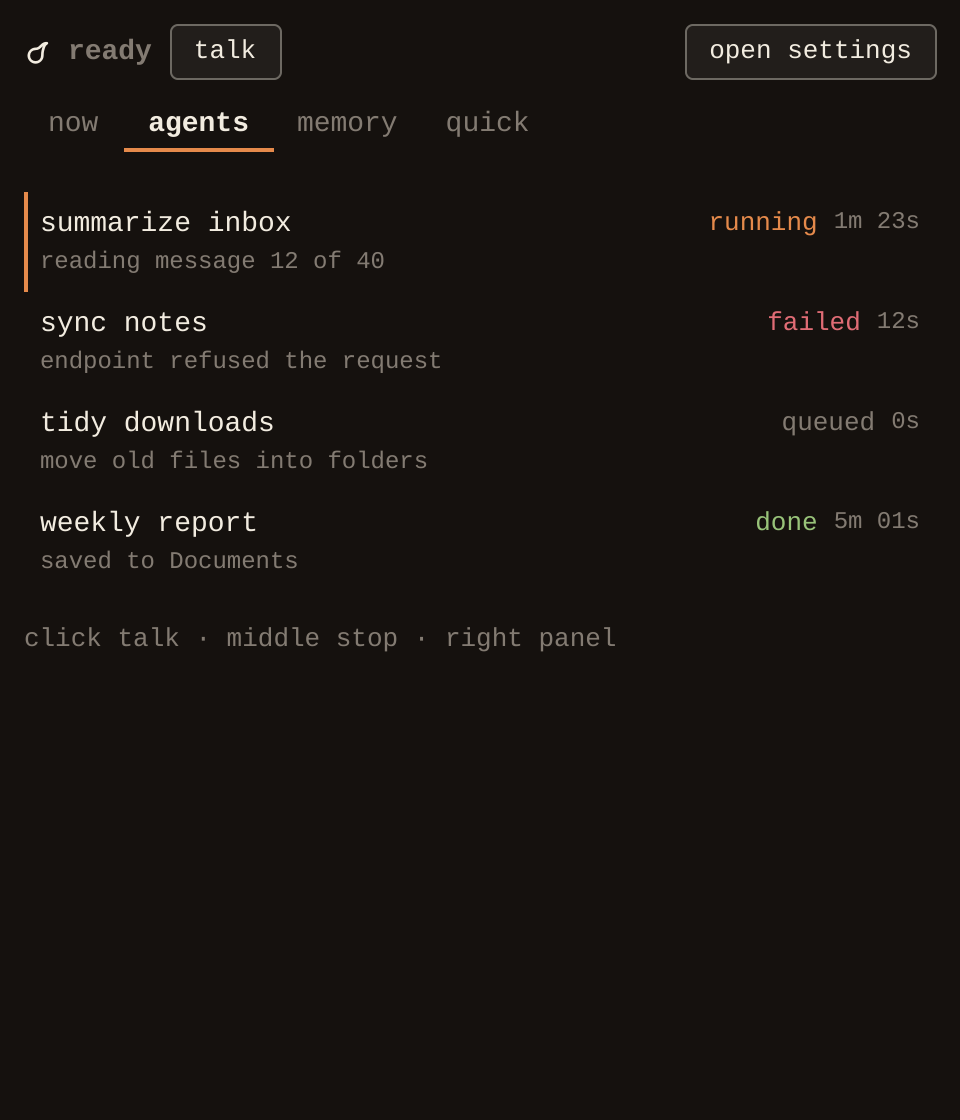 ready talk open settings
now agents memory quick
summarize inbox running 1m 23s
reading message 12 of 40
sync notes failed 12s
endpoint refused the request
tidy downloads queued 0s
move old files into folders
weekly report done 5m 01s
saved to Documents
click talk · middle stop · right panel